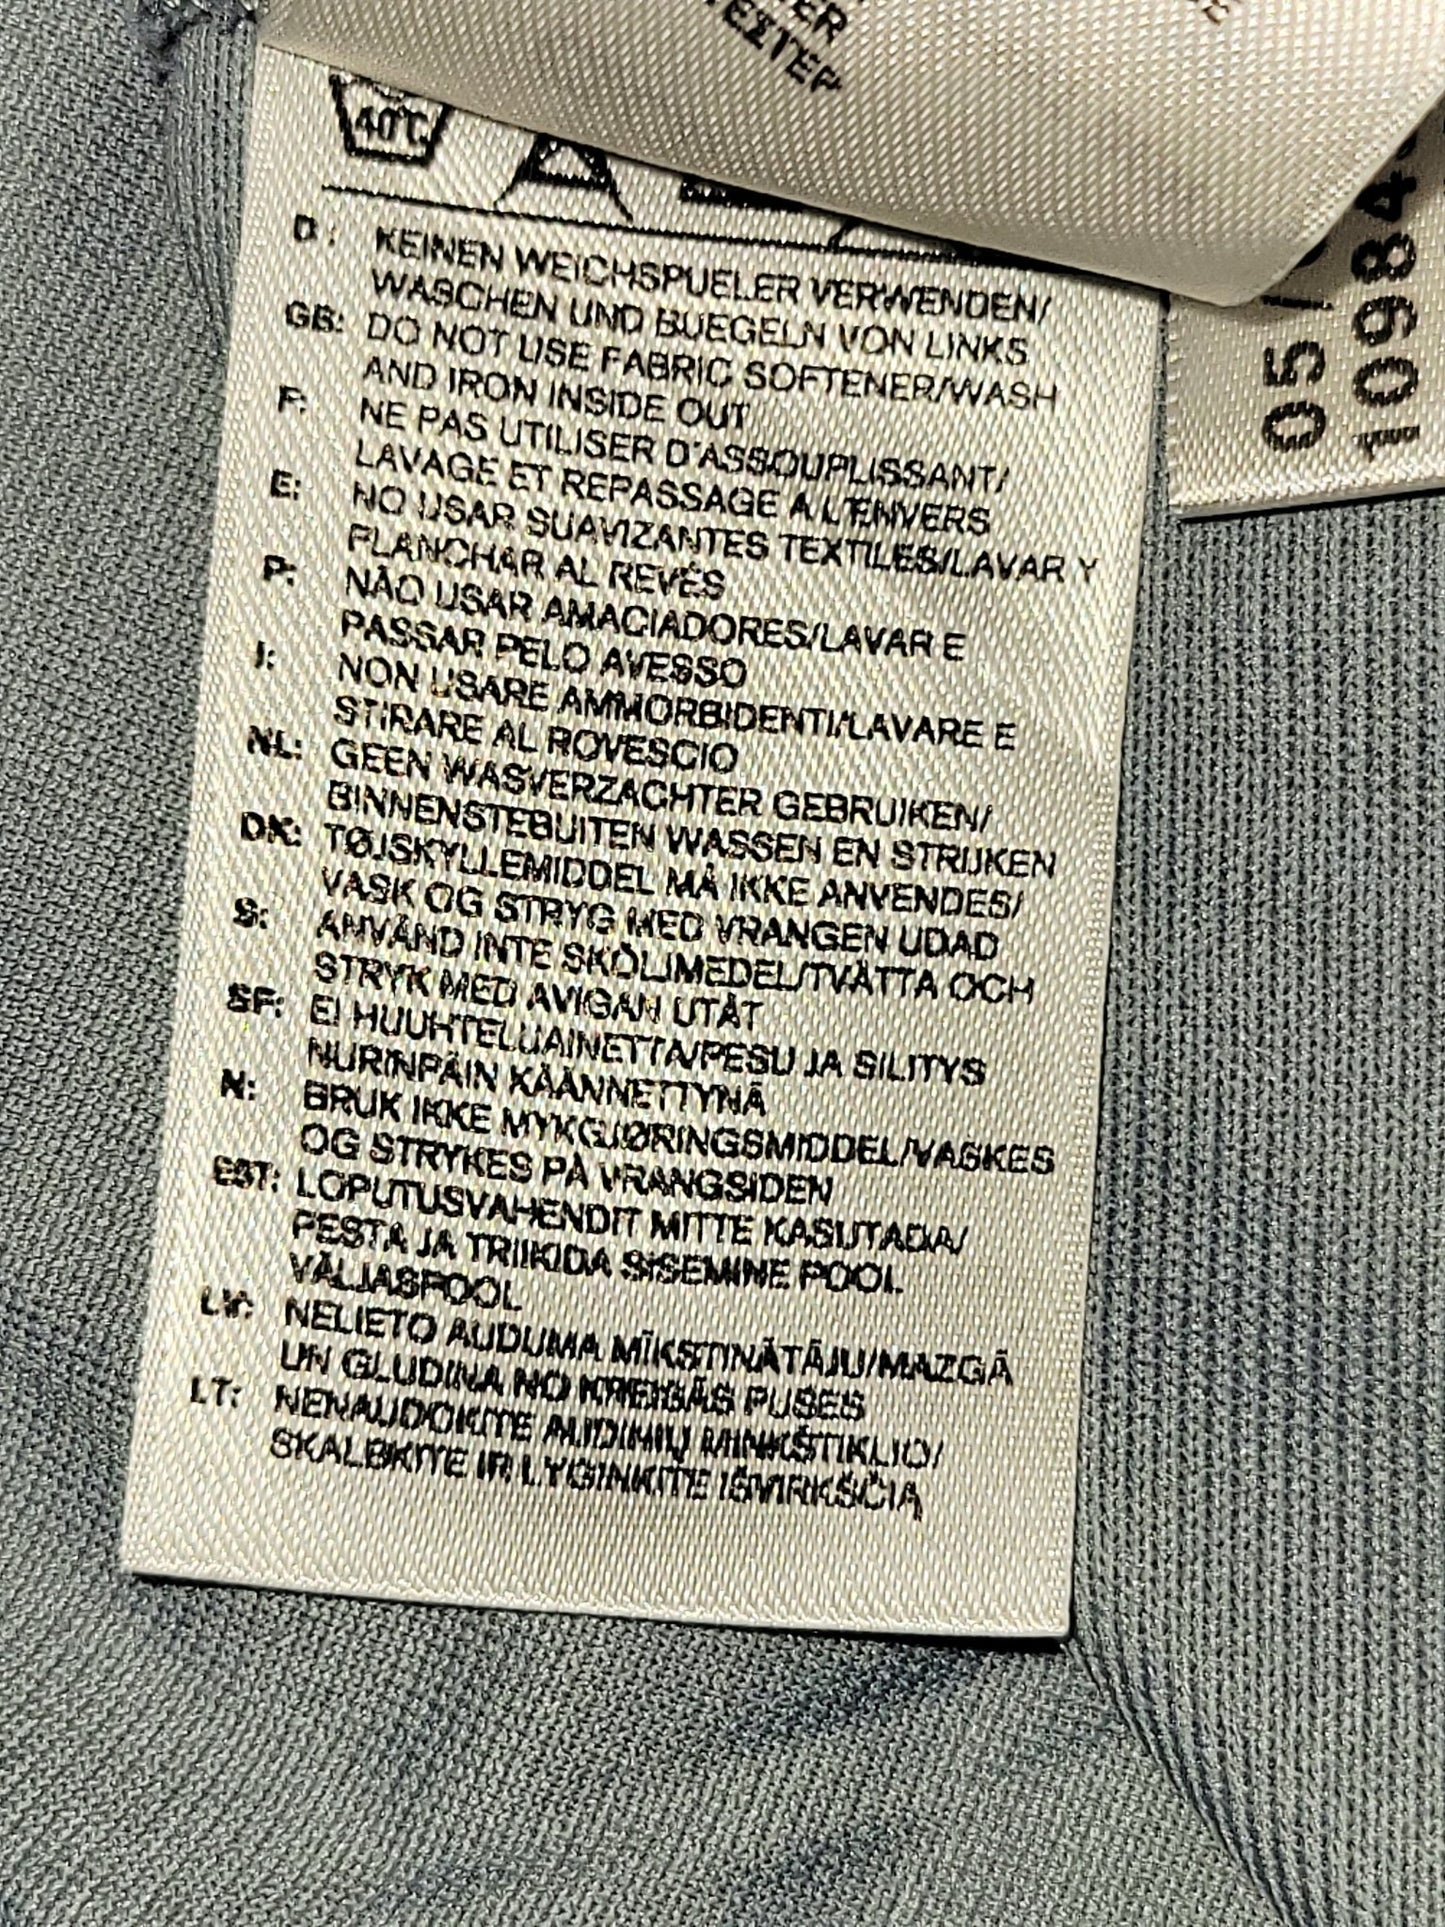 40°C
D: KEINEN WEICHSPUELER VERWENDEN/
WASCHEN UND BUEGELN VON LINKS
GB: DO NOT USE FABRIC SOFTENER/WASH
AND IRON INSIDE OUT
F: NE PAS UTILISER D'ASSOUPLISSANT/
LAVAGE ET REPASSAGE A L'ENVERS
E: NO USAR SUAVIZANTES TEXTILES/LAVAR Y
PLANCHAR AL REVÉS
P: NÃO USAR AMACIADORES/LAVAR E
PASSAR PELO AVESSO
I: NON USARE AMMORBIDENTI/LAVARE E
STIRARE AL ROVESCIO
NL: GEEN WASVERZACHTER GEBRUIKEN/
BINNENSTEBUITEN WASSEN EN STRIJKEN
DK: TØJSKYLLEMIDDEL MÅ IKKE ANVENDES/
VASK OG STRYG MED VRANGEN UDAD
S: ANVÄND INTE SKÖLJMEDEL/TVÄTTA OCH
STRYK MED AVIGAN UTÅT
SF: EI HUUHTELUAINETTA/PESU JA SILITYS
NURINPÄIN KÄÄNNETTYNÄ
N: BRUK IKKE MYKGJØRINGSMIDDEL/VASKES
OG STRYKES PÅ VRANGSIDEN
EST: LOPUTUSVAHENDIT MITTE KASUTADA/
PESTA JA TRIIKIDA SISEMINE POOL
VÄLJASPOOL
LV: NELIETO AUDUMA MĪKSTINĀTĀJU/MAZGĀ
UN GLUDINA NO KREISĀS PUSES
LT: NENAUDOKITE AUDINIŲ MINKŠTIKLIO/
SKALBKITE IR LYGINKITE IŠVIRKŠČIĄ
05
10984